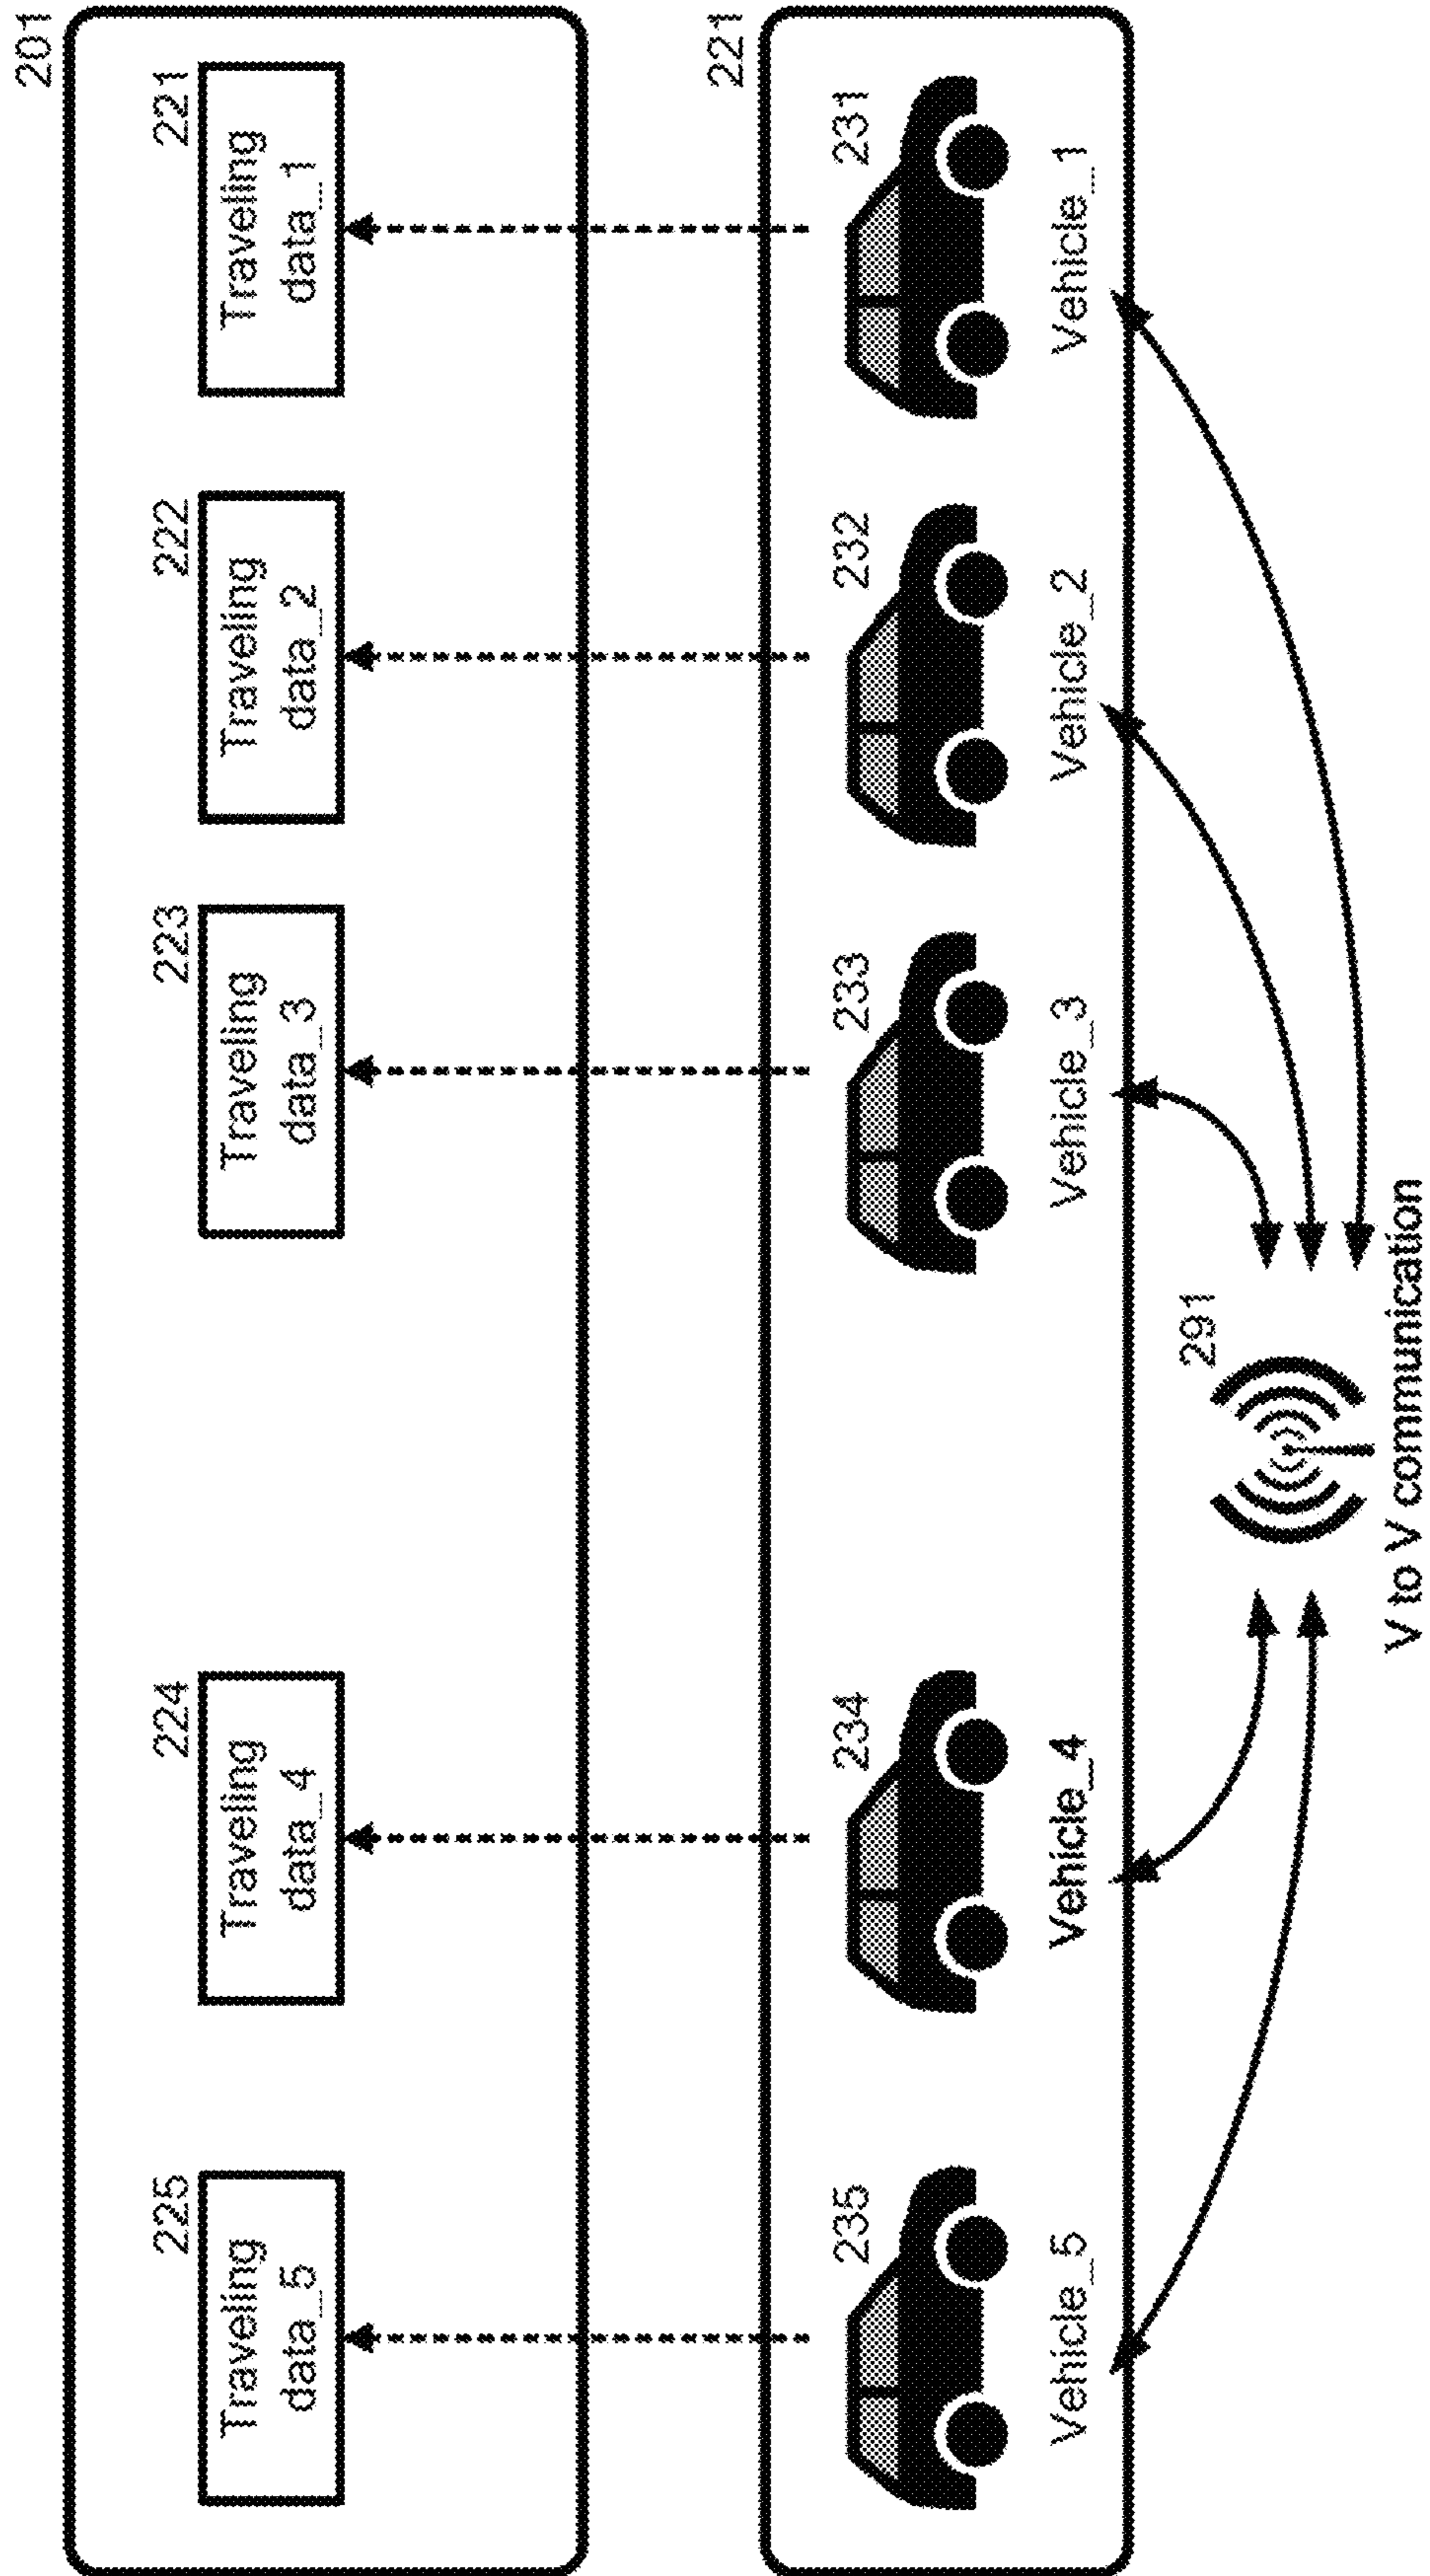 201
225
224
223
222
221
Traveling
data_5
Traveling
data_4
Traveling
data_3
Traveling
data_2
Traveling
data_1
221
235
234
233
232
231
Vehicle_5
Vehicle_4
Vehicle_3
Vehicle_2
Vehicle_1
291
V to V communication